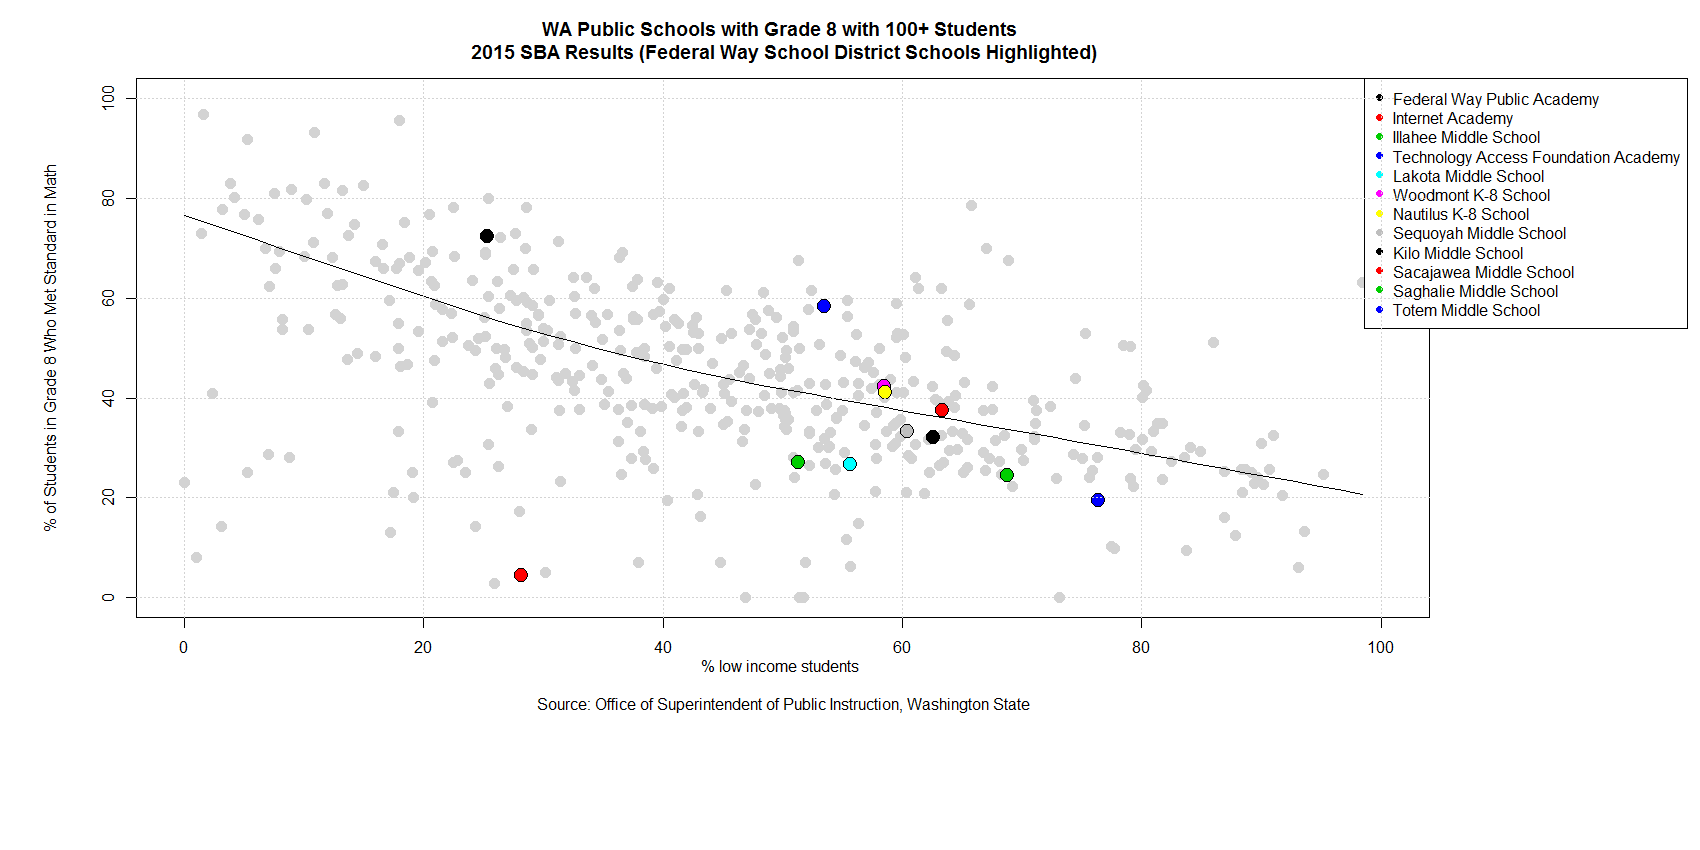 WA Public Schools with Grade 8 with 100+ Students
2015 SBA Results (Federal Way School District Schools Highlighted)
% of Students in Grade 8 Who Met Standard in Math
100
80
60
40
20
0
Federal Way Public Academy
Internet Academy
Illahee Middle School
Technology Access Foundation Academy
Lakota Middle School
Woodmont K-8 School
Nautilus K-8 School
Sequoyah Middle School
Kilo Middle School
Sacajawea Middle School
Saghalie Middle School
Totem Middle School
0 20 40 60 80 100
% low income students
Source: Office of Superintendent of Public Instruction, Washington State